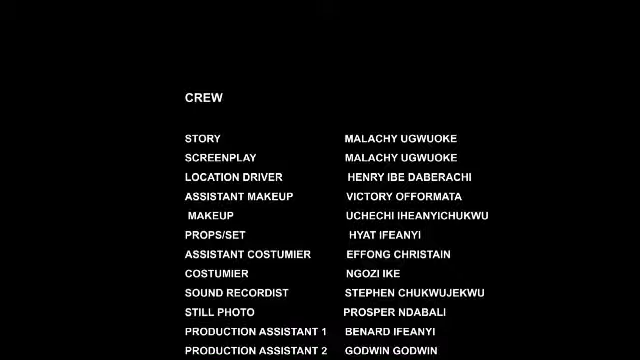 CREW
STORY MALACHY UGWUOKE
SCREENPLAY MALACHY UGWUOKE
LOCATION DRIVER HENRY IBE DABERACHI
ASSISTANT MAKEUP VICTORY OFFORMATA
MAKEUP UCHECHI IHEANYICHUKWU
PROPS/SET HYAT IFEANYI
ASSISTANT COSTUMIER EFFONG CHRISTAIN
COSTUMIER NGOZI IKE
SOUND RECORDIST STEPHEN CHUKWUJEKWU
STILL PHOTO PROSPER NDABALI
PRODUCTION ASSISTANT 1 BENARD IFEANYI
PRODUCTION ASSISTANT 2 GODWIN GODWIN